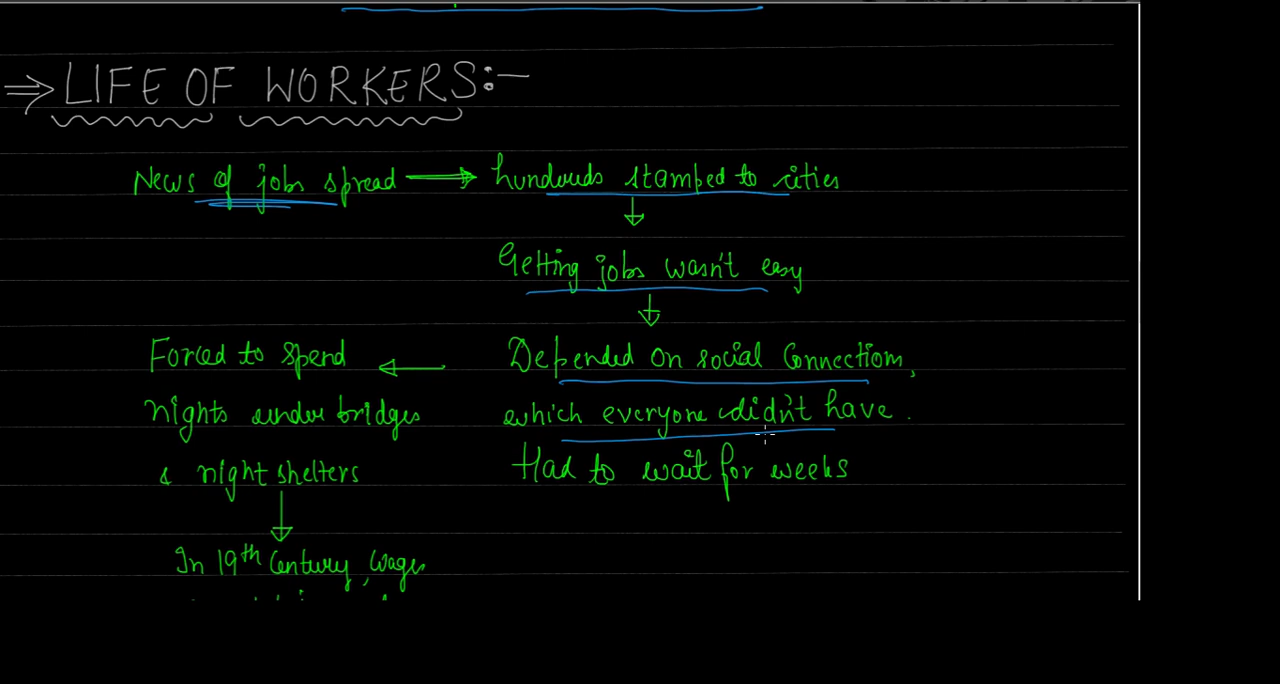 ⇒ LIFE OF WORKERS:-
News of jobs spread → hundreds stamped to cities
↓
Getting jobs wasn't easy
↓
Depended on social Connections,
which everyone didn't have.
Had to wait for weeks
←
Forced to spend
nights under bridges
& night shelters
↓
In 19th Century, wages